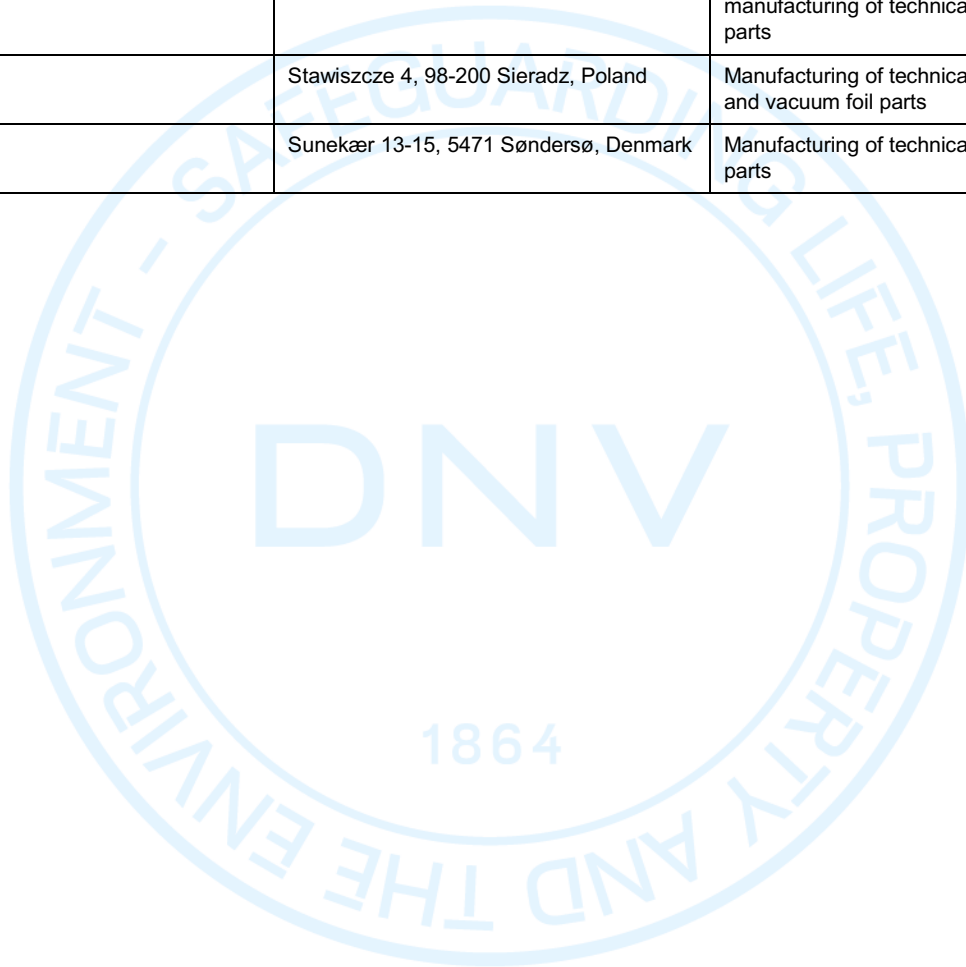 manufacturing of technica
parts
Stawiszcze 4, 98-200 Sieradz, Poland
Manufacturing of technica
and vacuum foil parts
Sunekær 13-15, 5471 Søndersø, Denmark
Manufacturing of technica
parts
SAFEGUARDING LIFE, PROPERTY AND THE ENVIRONMENT -
DNV
1864